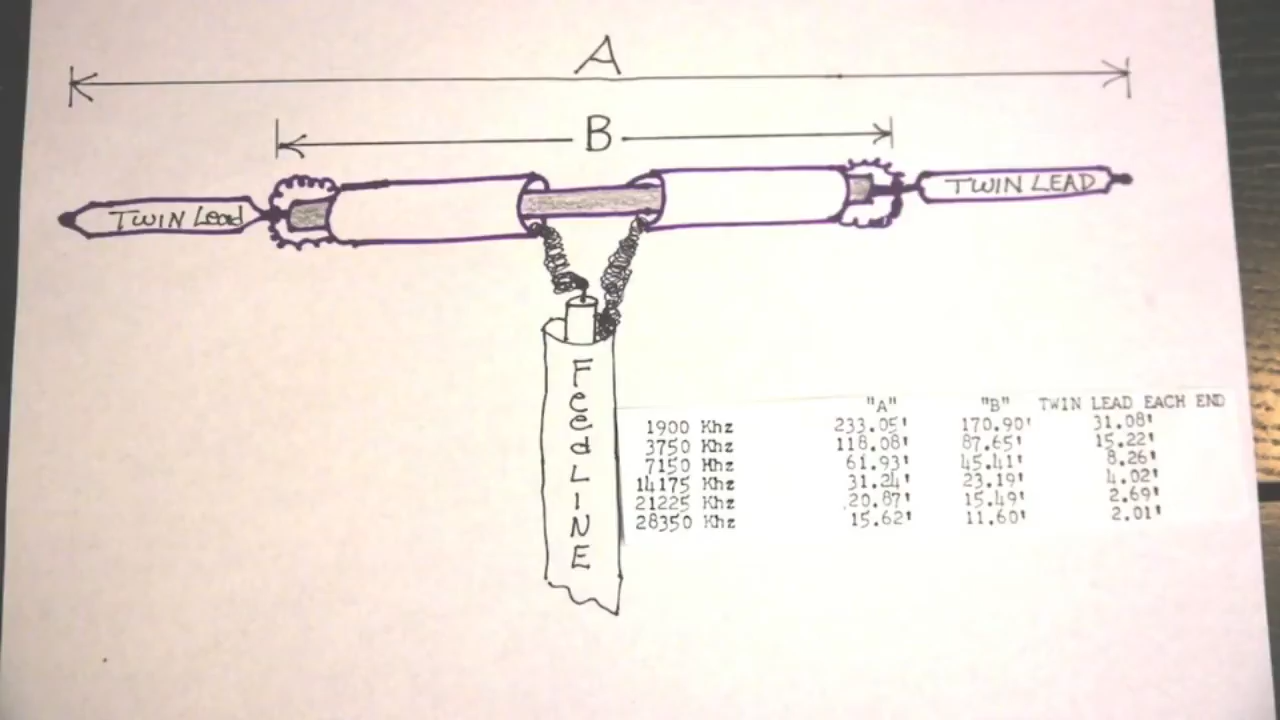 A
B
TWIN Lead
TWIN LEAD
FeedLINE
"A" "B" TWIN LEAD EACH END
1900 Khz 233.05' 170.90' 31.08'
3750 Khz 118.08' 87.65' 15.22'
7150 Khz 61.93' 45.41' 8.26'
14175 Khz 31.24' 23.19' 4.02'
21225 Khz 20.87' 15.49' 2.69'
28350 Khz 15.62' 11.60' 2.01'